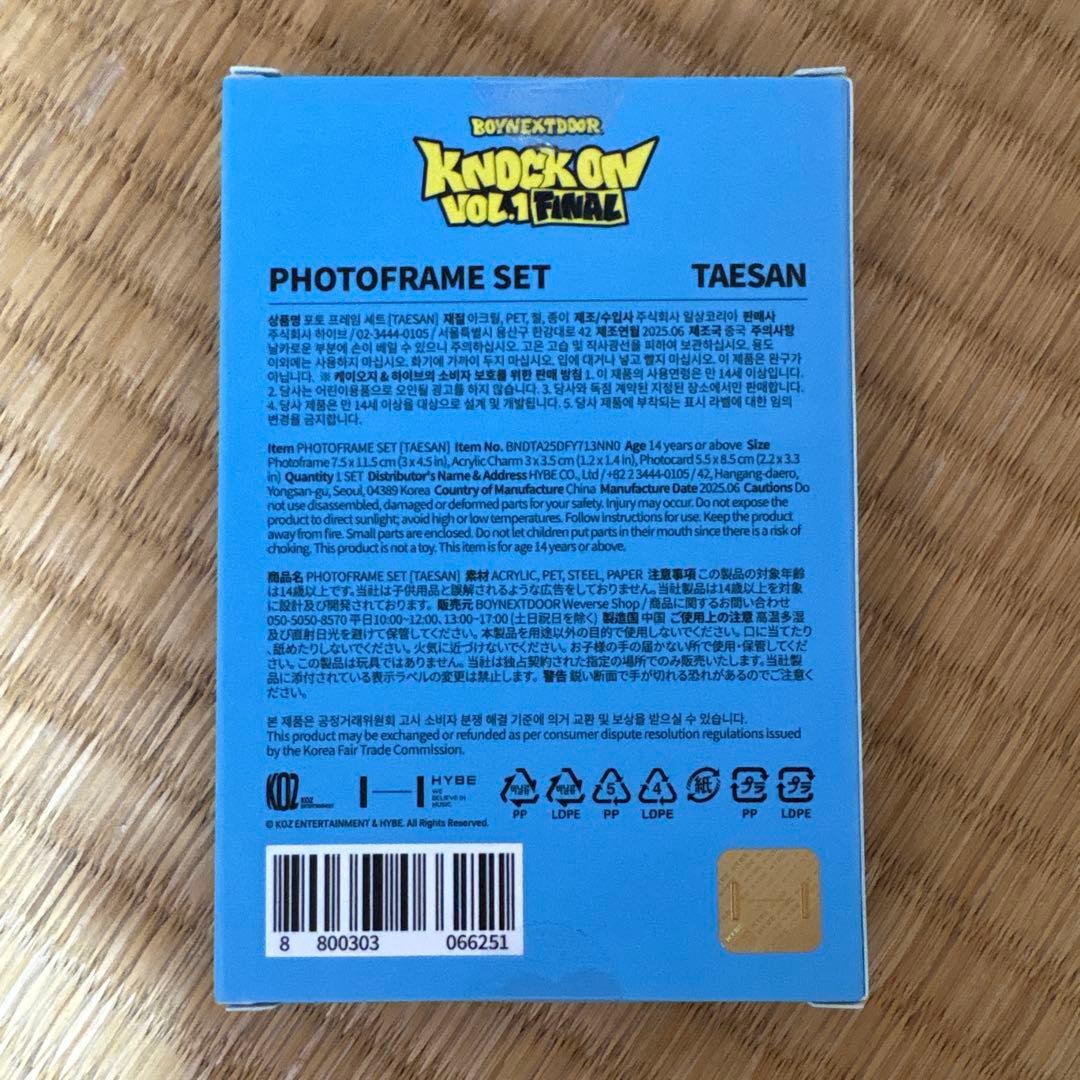 BOYNEXTDOOR
KNOCK ON
VOL.1 FINAL
PHOTOFRAME SET TAESAN
상품명 포토 프레임 세트 [TAESAN] 재질 아크릴, PET, 철, 종이 제조/수입사 주식회사 일상코리아 판매사
주식회사 하이브 / 02-3444-0105 / 서울특별시 용산구 한강대로 42 제조연월 2025.06 제조국 중국 주의사항
날카로운 부분에 손이 베일 수 있으니 주의하십시오. 고온 고습 및 직사광선을 피하여 보관하십시오. 용도
이외에는 사용하지 마십시오. 화기에 가까이 두지 마십시오. 입에 대거나 넣고 빨지 마십시오. 이 제품은 완구가
아닙니다. ※ 케이오지 & 하이브의 소비자 보호를 위한 판매 방침 1. 이 제품의 사용연령은 만 14세 이상입니다.
2. 당사는 어린이용품으로 오인될 광고를 하지 않습니다. 3. 당사와 독점 계약된 지정된 장소에서만 판매합니다.
4. 당사 제품은 만 14세 이상을 대상으로 설계 및 개발됩니다. 5. 당사 제품에 부착되는 표시 라벨에 대한 임의
변경을 금지합니다.
Item PHOTOFRAME SET [TAESAN] Item No. BNDTA25DFY713NN0 Age 14 years or above Size
Photoframe 7.5 x 11.5 cm (3 x 4.5 in), Acrylic Charm 3 x 3.5 cm (1.2 x 1.4 in), Photocard 5.5 x 8.5 cm (2.2 x 3.3
in) Quantity 1 SET Distributor's Name & Address HYBE CO., Ltd / +82 2 3444-0105 / 42, Hangang-daero,
Yongsan-gu, Seoul, 04389 Korea Country of Manufacture China Manufacture Date 2025.06 Cautions Do
not use disassembled, damaged or deformed parts for your safety. Injury may occur. Do not expose the
product to direct sunlight; avoid high or low temperatures. Follow instructions for use. Keep the product
away from fire. Small parts are enclosed. Do not let children put parts in their mouth since there is a risk of
choking. This product is not a toy. This item is for age 14 years or above.
商品名 PHOTOFRAME SET [TAESAN] 素材 ACRYLIC, PET, STEEL, PAPER 注意事項 この製品の対象年齢
は14歳以上です。当社は子供用品と誤解されるような広告をしておりません。当社製品は14歳以上を対象
に設計及び開発されております。 販売元 BOYNEXTDOOR Weverse Shop / 商品に関するお問い合わせ
050-5050-8570 平日10:00~12:00、13:00~17:00 (土日祝日を除く) 製造国 中国 ご使用上の注意 高温多湿
及び直射日光を避けて保管してください。本製品を用途以外の目的で使用しないでください。口に当てたり
、舐めたりしないでください。火気に近づけないでください。お子様の手の届かない所で使用・保管してくだ
さい。この製品は玩具ではありません。当社は独占契約された指定の場所でのみ販売いたします。当社製
品に添付されている表示ラベルの変更は禁止します。 警告 鋭い断面で手が切れる恐れがあるのでご注意く
ださい。
본 제품은 공정거래위원회 고시 소비자 분쟁 해결 기준에 의거 교환 및 보상을 받으실 수 있습니다.
This product may be exchanged or refunded as per consumer dispute resolution regulations issued
by the Korea Fair Trade Commission.
KOZ KOZ ENTERTAINMENT HYBE WE BELIEVE IN MUSIC
비닐류 비닐류 5 4 紙 プラ プラ
PP LDPE PP LDPE PP LDPE
© KOZ ENTERTAINMENT & HYBE. All Rights Reserved.
8 800303 066251
HYBE